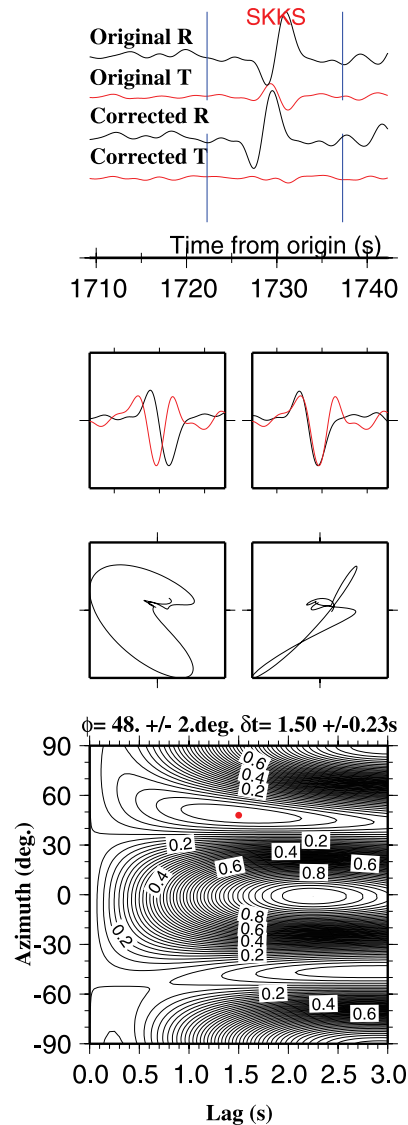 SKKS
Original R
Original T
Corrected R
Corrected T
Time from origin (s)
1710 1720 1730 1740
ϕ= 48. +/- 2.deg. δt= 1.50 +/-0.23s
90
60
30
0
-30
-60
-90
Azimuth (deg.)
0.6
0.4
0.2
0.2 0.4 0.2
0.4 0.6 0.8 0.6
0.8
0.6
0.4
0.2
0.2
0.2 0.4 0.6
0.0 0.5 1.0 1.5 2.0 2.5 3.0
Lag (s)